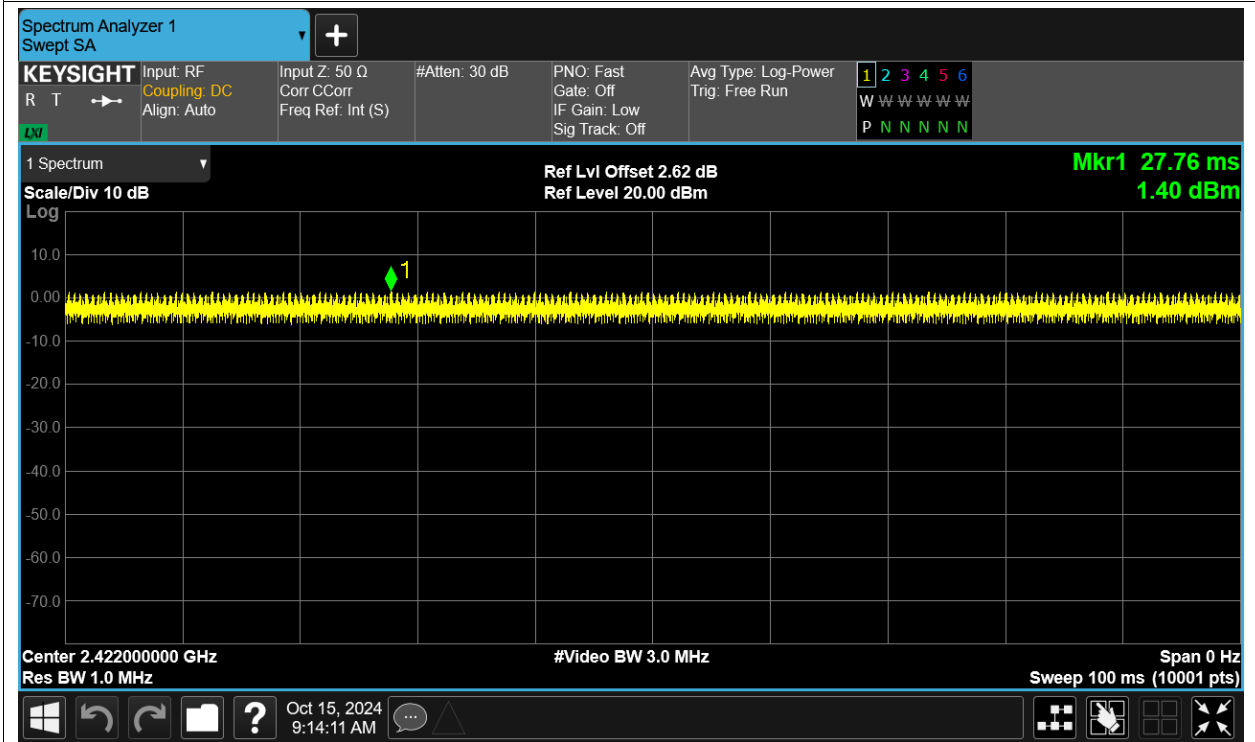 Spectrum Analyzer 1
Swept SA
KEYSIGHT
R T
LXI
Input: RF
Coupling: DC
Align: Auto
Input Z: 50 Ω
Corr CCorr
Freq Ref: Int (S)
#Atten: 30 dB
PNO: Fast
Gate: Off
IF Gain: Low
Sig Track: Off
Avg Type: Log-Power
Trig: Free Run
1 2 3 4 5 6
W W W W W W
P N N N N N
1 Spectrum
Scale/Div 10 dB
Ref Lvl Offset 2.62 dB
Ref Level 20.00 dBm
Mkr1 27.76 ms
1.40 dBm
Log
10.0
1
0.00
-10.0
-20.0
-30.0
-40.0
-50.0
-60.0
-70.0
Center 2.422000000 GHz
#Video BW 3.0 MHz
Span 0 Hz
Res BW 1.0 MHz
Sweep 100 ms (10001 pts)
?
Oct 15, 2024
9:14:11 AM